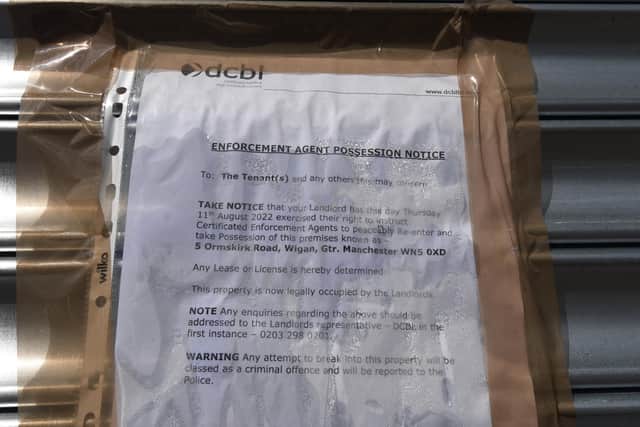 dcbl
www.dcbl
ENFORCEMENT AGENT POSSESSION NOTICE
To: The Tenant(s) and any others this may concern
TAKE NOTICE that your Landlord has this day Thursday
11th August 2022 exercised their right to instruct
Certificated Enforcement Agents to peaceably Re-enter and
take Possession of this premises known as -
5 Ormskirk Road, Wigan, Gtr. Manchester WN5 0XD
Any Lease or License is hereby determined
This property is now legally occupied by the Landlords
NOTE Any enquiries regarding the above should be
addressed to the Landlords representative – DCBL in the
first instance – 0203 298 0201
WARNING Any attempt to break into this property will be
classed as a criminal offence and will be reported to the
Police.
wilko